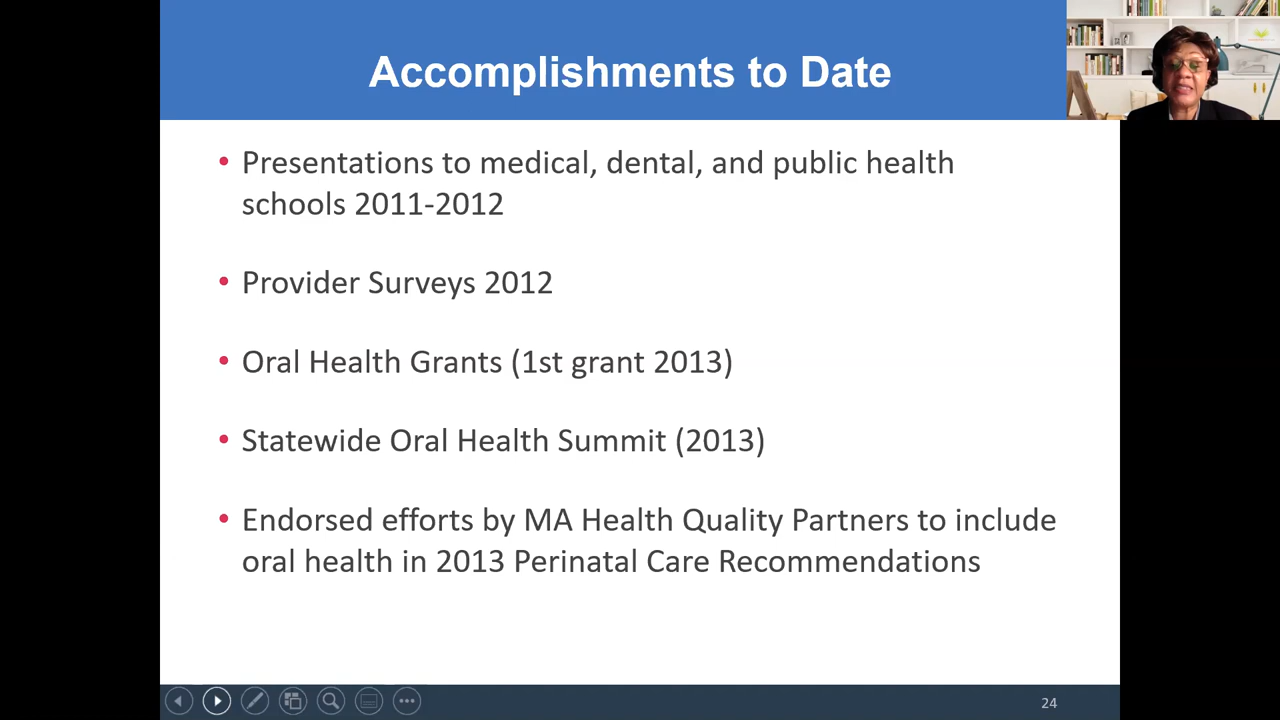 Accomplishments to Date
• Presentations to medical, dental, and public health
schools 2011-2012
• Provider Surveys 2012
• Oral Health Grants (1st grant 2013)
• Statewide Oral Health Summit (2013)
• Endorsed efforts by MA Health Quality Partners to include
oral health in 2013 Perinatal Care Recommendations
24